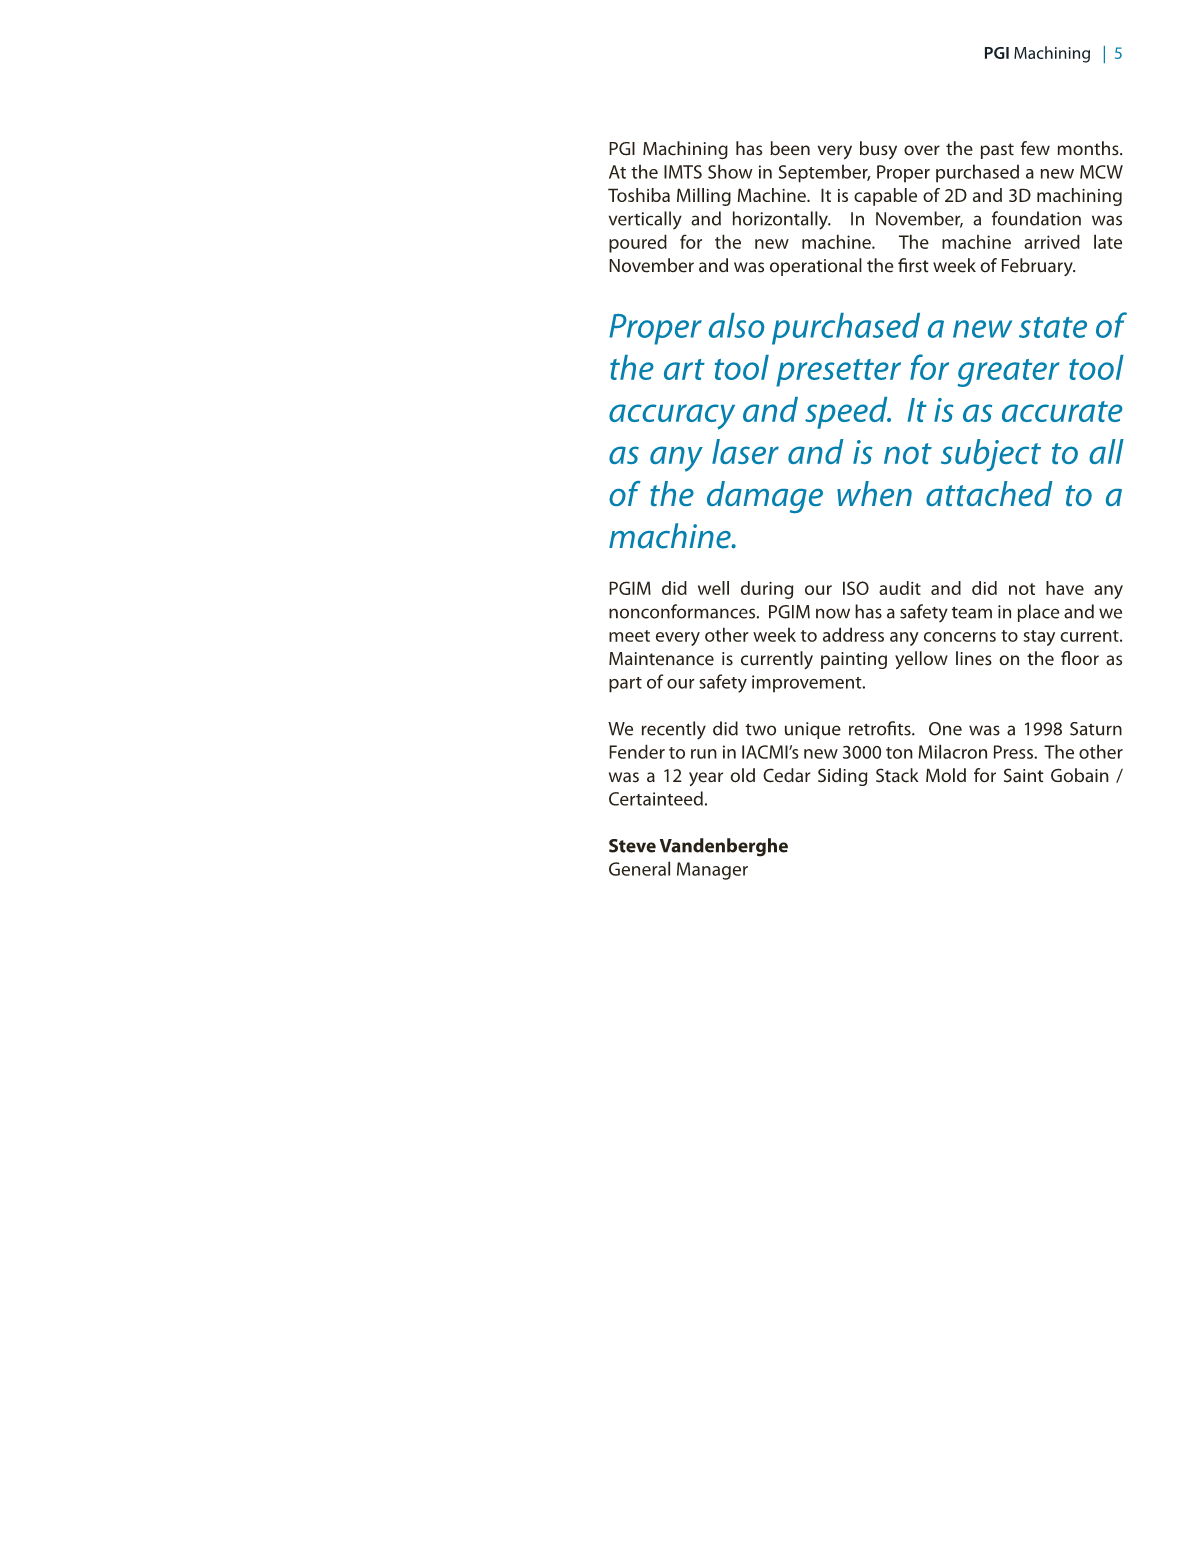 PGI Machining | 5
PGI Machining has been very busy over the past few months.
At the IMTS Show in September, Proper purchased a new MCW
Toshiba Milling Machine.  It is capable of 2D and 3D machining
vertically and horizontally.  In November, a foundation was
poured for the new machine.  The machine arrived late
November and was operational the first week of February.
Proper also purchased a new state of
the art tool presetter for greater tool
accuracy and speed.  It is as accurate
as any laser and is not subject to all
of the damage when attached to a
machine.
PGIM did well during our ISO audit and did not have any
nonconformances.  PGIM now has a safety team in place and we
meet every other week to address any concerns to stay current.
Maintenance is currently painting yellow lines on the floor as
part of our safety improvement.
We recently did two unique retrofits.  One was a 1998 Saturn
Fender to run in IACMI’s new 3000 ton Milacron Press.  The other
was a 12 year old Cedar Siding Stack Mold for Saint Gobain /
Certainteed.
Steve Vandenberghe
General Manager